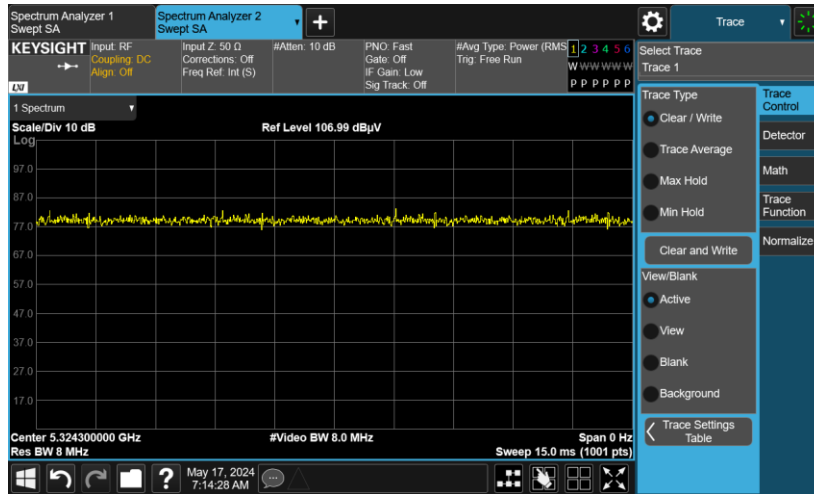 Spectrum Analyzer 1
Swept SA
Spectrum Analyzer 2
Swept SA
KEYSIGHT
LXI
Input: RF
Coupling: DC
Align: Off
Input Z: 50 Ω
Corrections: Off
Freq Ref: Int (S)
#Atten: 10 dB
PNO: Fast
Gate: Off
IF Gain: Low
Sig Track: Off
#Avg Type: Power (RMS
Trig: Free Run
1 2 3 4 5 6
W W W W W W
P P P P P P
1 Spectrum
Scale/Div 10 dB
Ref Level 106.99 dBµV
Log
97.0
87.0
77.0
67.0
57.0
47.0
37.0
27.0
17.0
Center 5.324300000 GHz
#Video BW 8.0 MHz
Span 0 Hz
Res BW 8 MHz
Sweep 15.0 ms (1001 pts)
?
May 17, 2024
7:14:28 AM
Trace
Select Trace
Trace 1
Trace Type
Clear / Write
Trace Average
Max Hold
Min Hold
Clear and Write
View/Blank
Active
View
Blank
Background
Trace Settings
Table
Trace
Control
Detector
Math
Trace
Function
Normalize